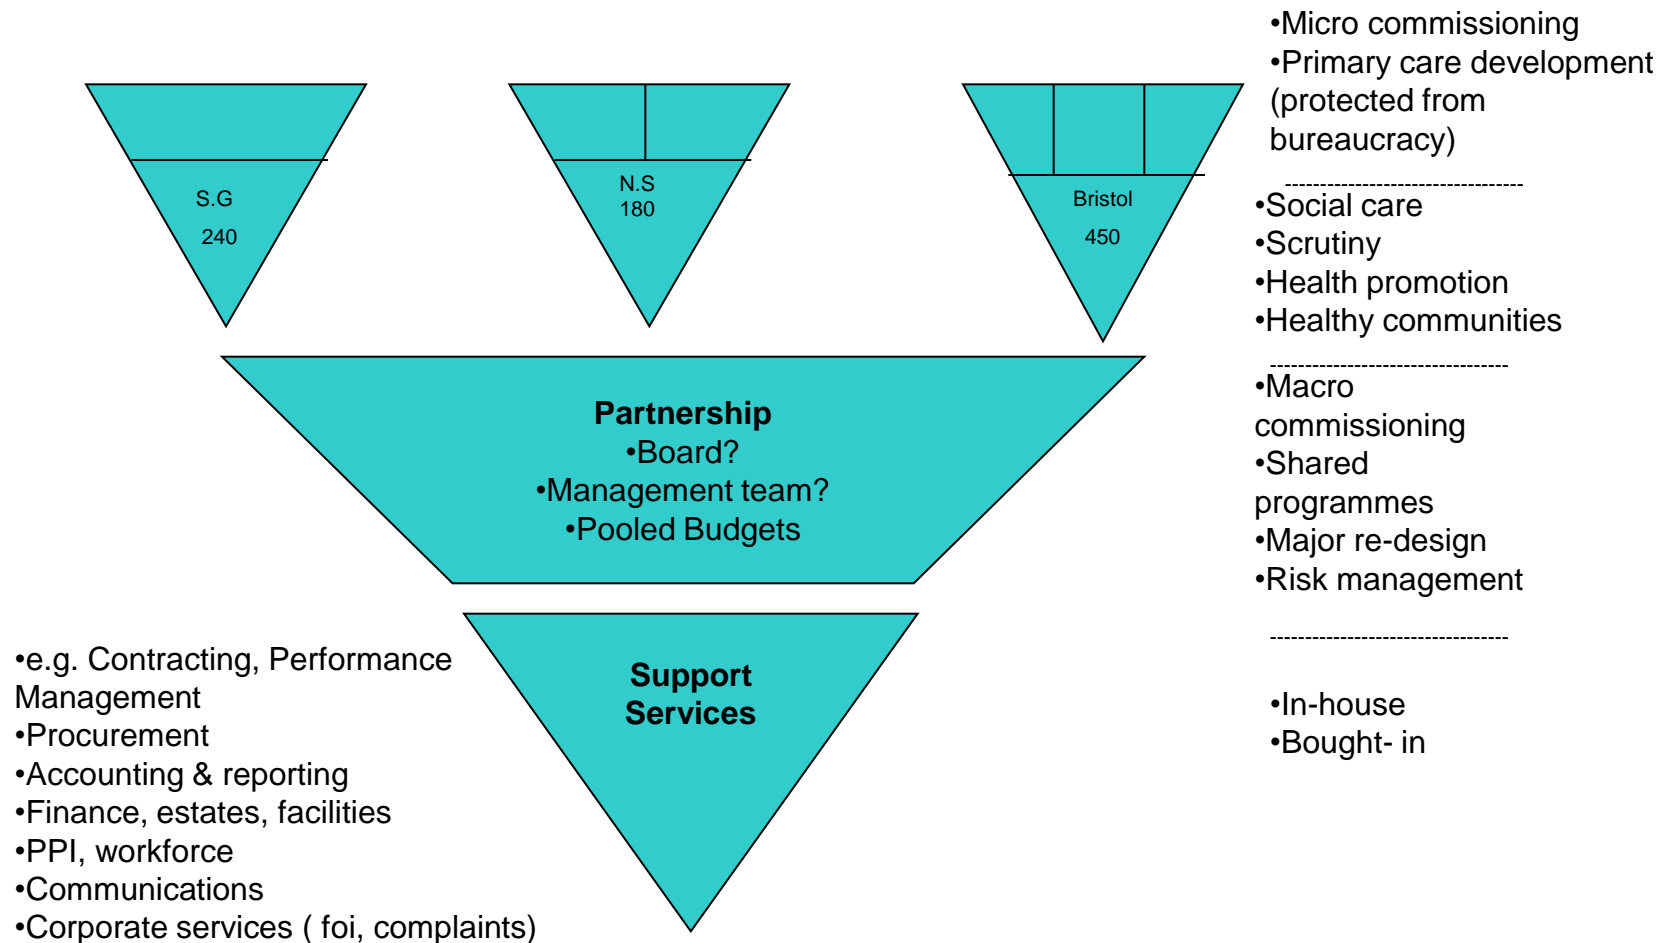 •Micro commissioning
•Primary care development
(protected from
bureaucracy)
----------------------------------
S.G
240
N.S
180
Bristol
450
•Social care
•Scrutiny
•Health promotion
•Healthy communities
----------------------------------
Partnership
•Board?
•Management team?
•Pooled Budgets
•Macro
commissioning
•Shared
programmes
•Major re-design
•Risk management
----------------------------------
Support
Services
•e.g. Contracting, Performance
Management
•Procurement
•Accounting & reporting
•Finance, estates, facilities
•PPI, workforce
•Communications
•Corporate services ( foi, complaints)
•In-house
•Bought- in